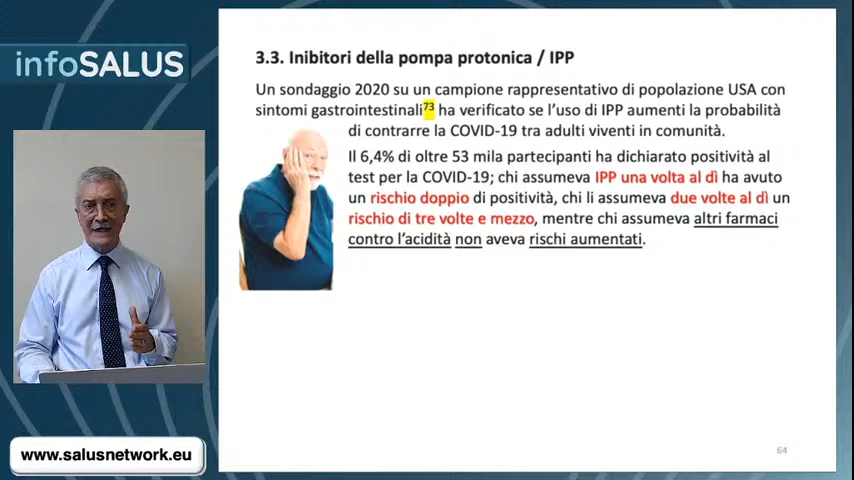 infoSALUS
3.3. Inibitori della pompa protonica / IPP
Un sondaggio 2020 su un campione rappresentativo di popolazione USA con
sintomi gastrointestinali73 ha verificato se l'uso di IPP aumenti la probabilità
di contrarre la COVID-19 tra adulti viventi in comunità.
Il 6,4% di oltre 53 mila partecipanti ha dichiarato positività al
test per la COVID-19; chi assumeva IPP una volta al dì ha avuto
un rischio doppio di positività, chi li assumeva due volte al dì un
rischio di tre volte e mezzo, mentre chi assumeva altri farmaci
contro l'acidità non aveva rischi aumentati.
64
www.salusnetwork.eu